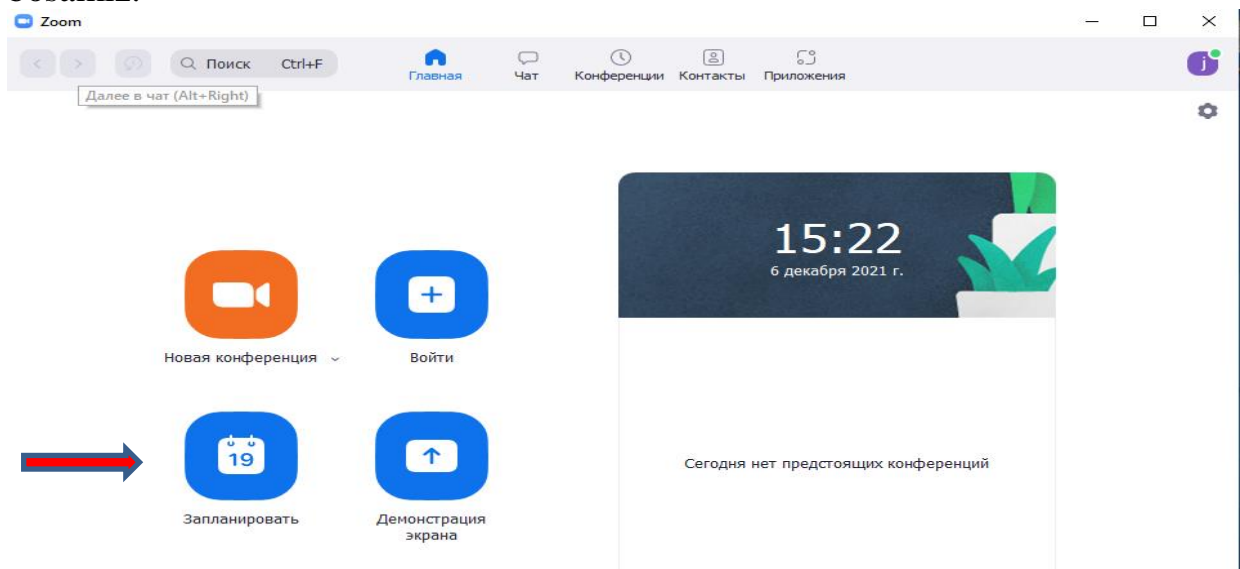 Zoom
Поиск Ctrl+F
Главная
Чат
Конференции
Контакты
Приложения
j
Далее в чат (Alt+Right)
15:22
6 декабря 2021 г.
Новая конференция
Войти
19
Запланировать
Демонстрация
экрана
Сегодня нет предстоящих конференций